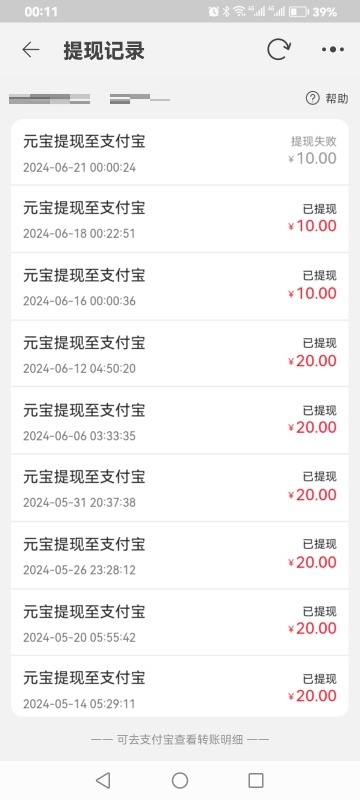 00:11
39%
提现记录
帮助
元宝提现至支付宝
提现失败
2024-06-21 00:00:24
¥10.00
元宝提现至支付宝
已提现
2024-06-18 00:22:51
¥10.00
元宝提现至支付宝
已提现
2024-06-16 00:00:36
¥10.00
元宝提现至支付宝
已提现
2024-06-12 04:50:20
¥20.00
元宝提现至支付宝
已提现
2024-06-06 03:33:35
¥20.00
元宝提现至支付宝
已提现
2024-05-31 20:37:38
¥20.00
元宝提现至支付宝
已提现
2024-05-26 23:28:12
¥20.00
元宝提现至支付宝
已提现
2024-05-20 05:55:42
¥20.00
元宝提现至支付宝
已提现
2024-05-14 05:29:11
¥20.00
一一 可去支付宝查看转账明细 一一